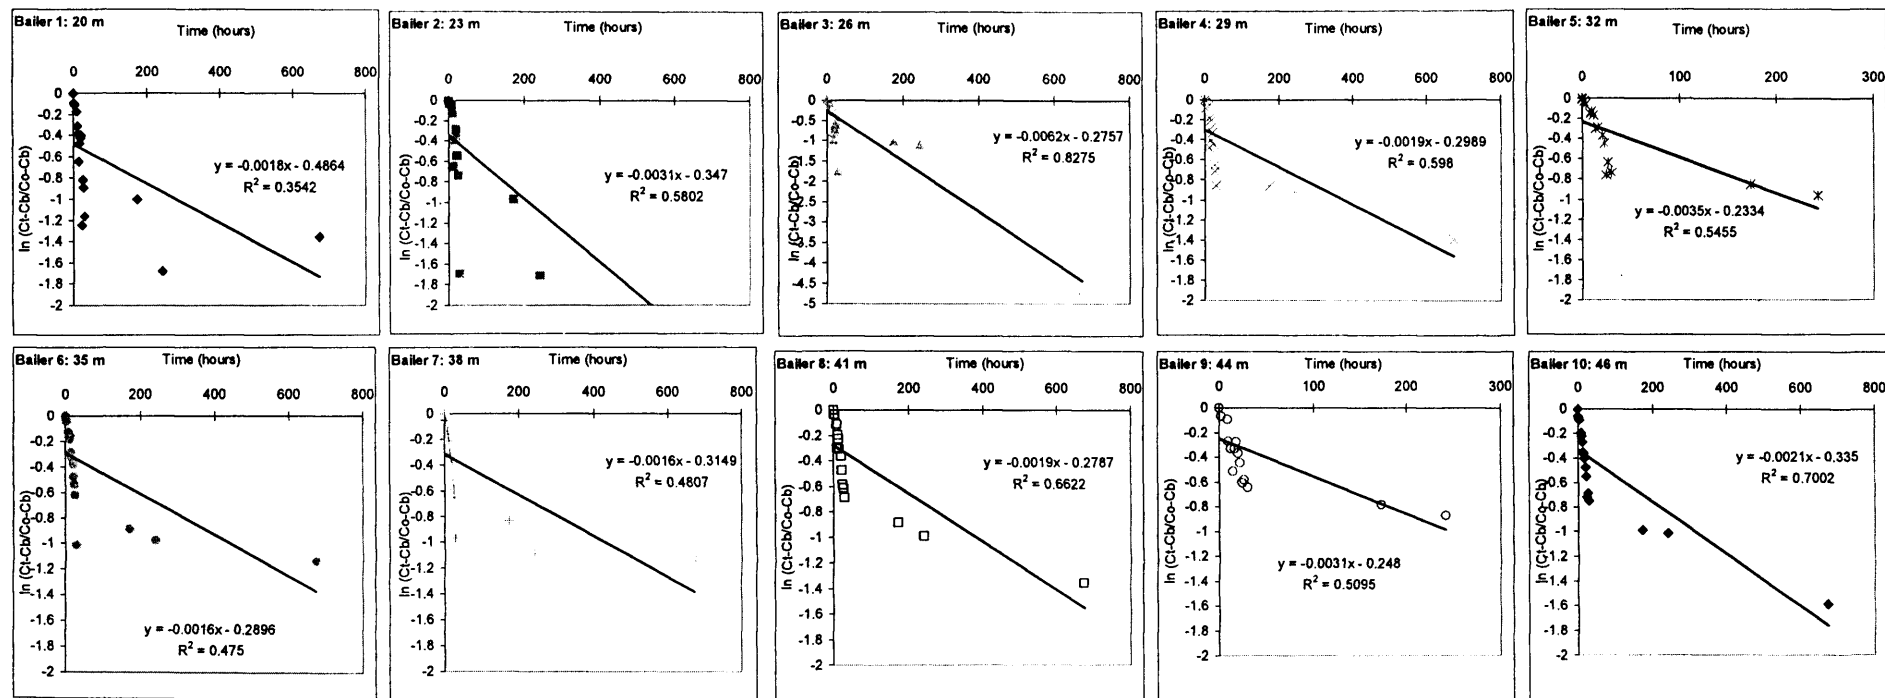 Bailer 1: 20 m
Time (hours)
0 200 400 600 800
0
-0.2
-0.4
-0.6
-0.8
-1
-1.2
-1.4
-1.6
-1.8
-2
ln (Ct-Cb/Co-Cb)
y = -0.0018x - 0.4864
R² = 0.3542
Bailer 2: 23 m
Time (hours)
0 200 400 600 800
0
-0.2
-0.4
-0.6
-0.8
-1
-1.2
-1.4
-1.6
-1.8
-2
ln (Ct-Cb/Co-Cb)
y = -0.0031x - 0.347
R² = 0.5802
Bailer 3: 26 m
Time (hours)
0 200 400 600 800
0
-0.5
-1
-1.5
-2
-2.5
-3
-3.5
-4
-4.5
-5
ln (Ct-Cb/Co-Cb)
y = -0.0062x - 0.2757
R² = 0.8275
Bailer 4: 29 m
Time (hours)
0 200 400 600 800
0
-0.2
-0.4
-0.6
-0.8
-1
-1.2
-1.4
-1.6
-1.8
-2
ln (Ct-Cb/Co-Cb)
y = -0.0019x - 0.2989
R² = 0.598
Bailer 5: 32 m
Time (hours)
0 100 200 300
0
-0.2
-0.4
-0.6
-0.8
-1
-1.2
-1.4
-1.6
-1.8
-2
ln (Ct-Cb/Co-Cb)
y = -0.0035x - 0.2334
R² = 0.5455
Bailer 6: 35 m
Time (hours)
0 200 400 600 800
0
-0.2
-0.4
-0.6
-0.8
-1
-1.2
-1.4
-1.6
-1.8
-2
ln (Ct-Cb/Co-Cb)
y = -0.0016x - 0.2896
R² = 0.475
Bailer 7: 38 m
Time (hours)
0 200 400 600 800
0
-0.2
-0.4
-0.6
-0.8
-1
-1.2
-1.4
-1.6
-1.8
-2
ln (Ct-Cb/Co-Cb)
y = -0.0016x - 0.3149
R² = 0.4807
Bailer 8: 41 m
Time (hours)
0 200 400 600 800
0
-0.2
-0.4
-0.6
-0.8
-1
-1.2
-1.4
-1.6
-1.8
-2
ln (Ct-Cb/Co-Cb)
y = -0.0019x - 0.2787
R² = 0.6622
Bailer 9: 44 m
Time (hours)
0 100 200 300
0
-0.2
-0.4
-0.6
-0.8
-1
-1.2
-1.4
-1.6
-1.8
-2
ln (Ct-Cb/Co-Cb)
y = -0.0031x - 0.248
R² = 0.5095
Bailer 10: 46 m
Time (hours)
0 200 400 600 800
0
-0.2
-0.4
-0.6
-0.8
-1
-1.2
-1.4
-1.6
-1.8
-2
ln (Ct-Cb/Co-Cb)
y = -0.0021x - 0.335
R² = 0.7002